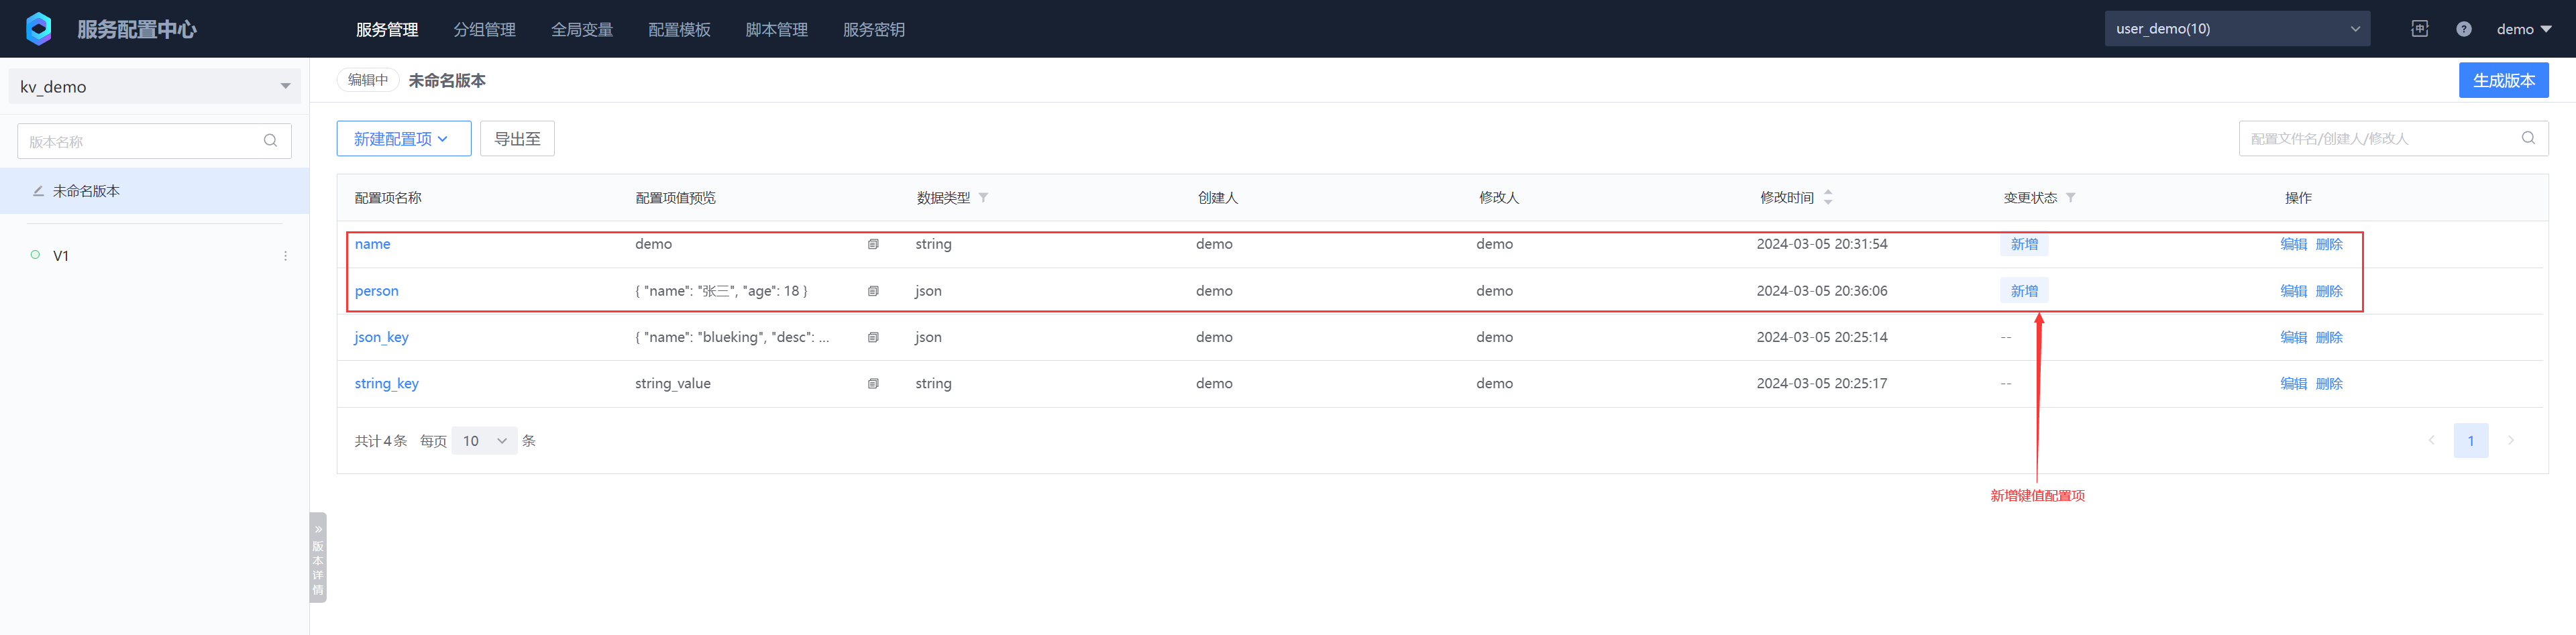 服务配置中心 服务管理 分组管理 全局变量 配置模板 脚本管理 服务密钥 user_demo(10) 中 ? demo
kv_demo
版本名称
未命名版本
V1
编辑中 未命名版本 生成版本
新建配置项 导出至 配置文件名/创建人/修改人
配置项名称 配置项值预览 数据类型 创建人 修改人 修改时间 变更状态 操作
name demo string demo demo 2024-03-05 20:31:54 新增 编辑 删除
person { "name": "张三", "age": 18 } json demo demo 2024-03-05 20:36:06 新增 编辑 删除
json_key { "name": "blueking", "desc": ... json demo demo 2024-03-05 20:25:14 -- 编辑 删除
string_key string_value string demo demo 2024-03-05 20:25:17 -- 编辑 删除
共计4条 每页 10 条 1
新增键值配置项
版本详情